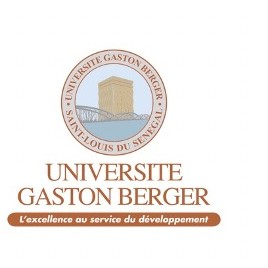 UNIVERSITE GASTON BERGER
SAINT-LOUIS DU SENEGAL
UNIVERSITE
GASTON BERGER
L'excellence au service du développement